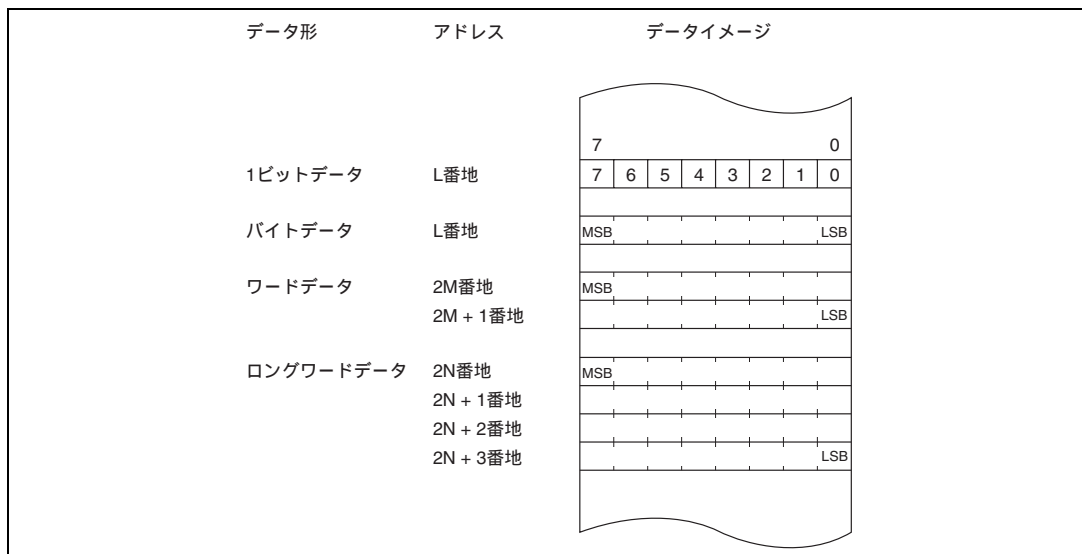 データ形 アドレス データイメージ
7 0
1ビットデータ L番地 7 6 5 4 3 2 1 0
バイトデータ L番地 MSB LSB
ワードデータ 2M番地 MSB
2M + 1番地 LSB
ロングワードデータ 2N番地 MSB
2N + 1番地
2N + 2番地
2N + 3番地 LSB